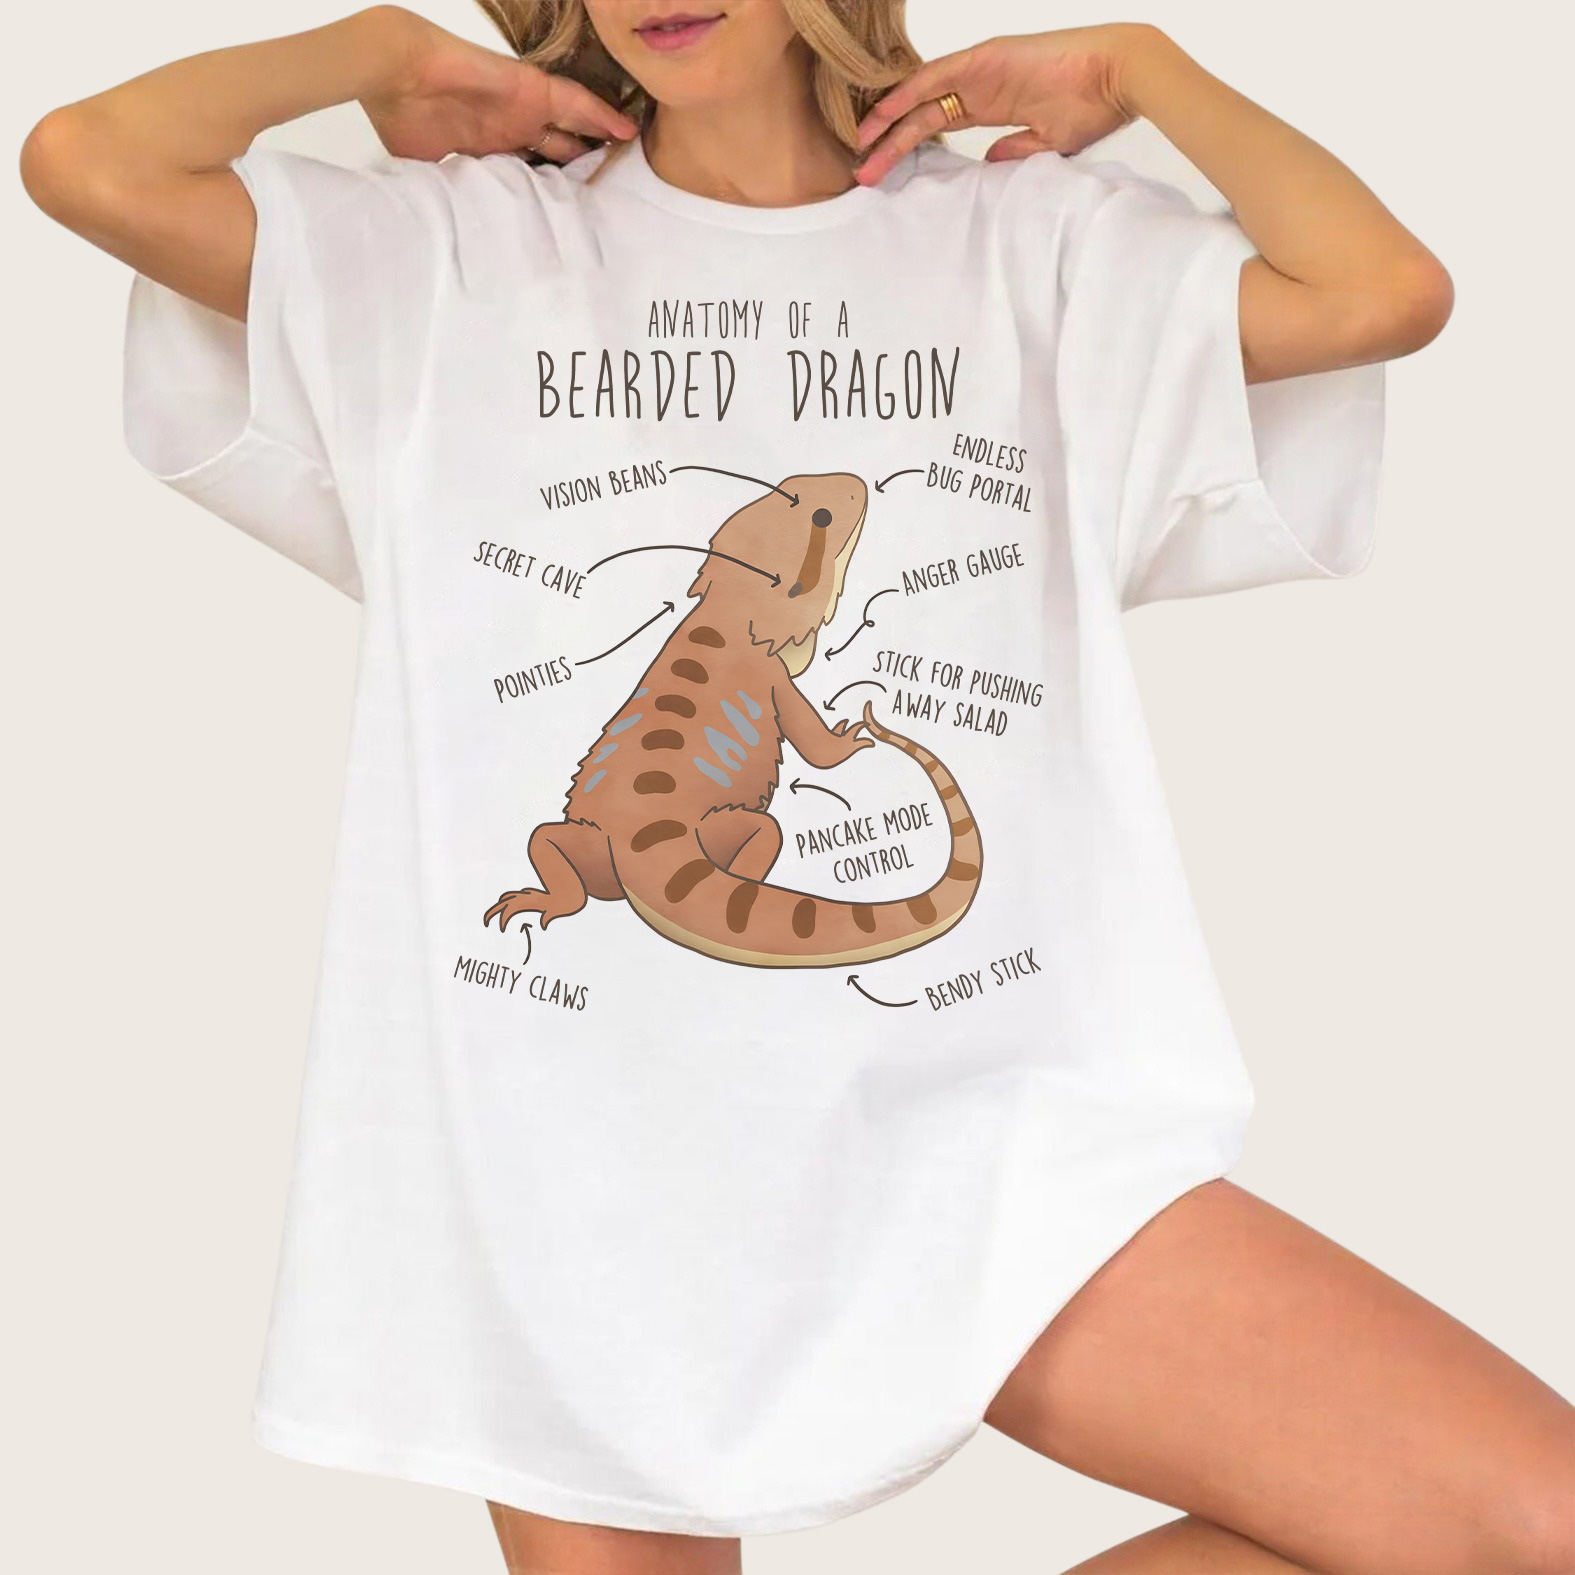 ANATOMY OF A
BEARDED DRAGON
ENDLESS
BUG PORTAL
VISION BEANS
SECRET CAVE
ANGER GAUGE
POINTIES
STICK FOR PUSHING
AWAY SALAD
PANCAKE MODE
CONTROL
MIGHTY CLAWS
BENDY STICK